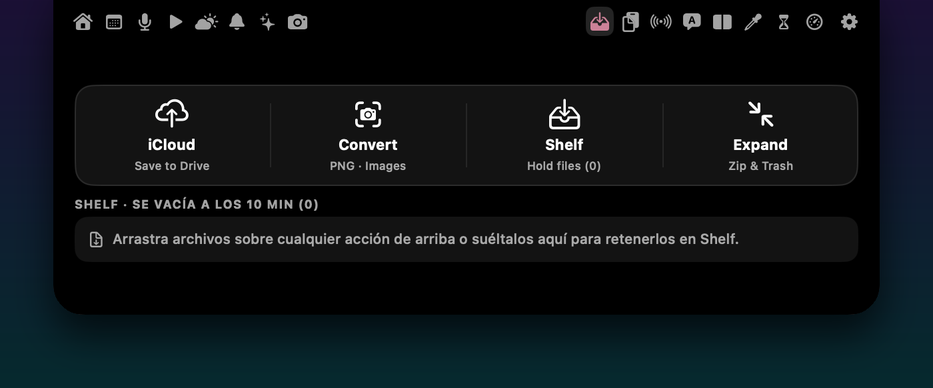 iCloud
Save to Drive
Convert
PNG · Images
Shelf
Hold files (0)
Expand
Zip & Trash
SHELF · SE VACÍA A LOS 10 MIN (0)
Arrastra archivos sobre cualquier acción de arriba o suéltalos aquí para retenerlos en Shelf.